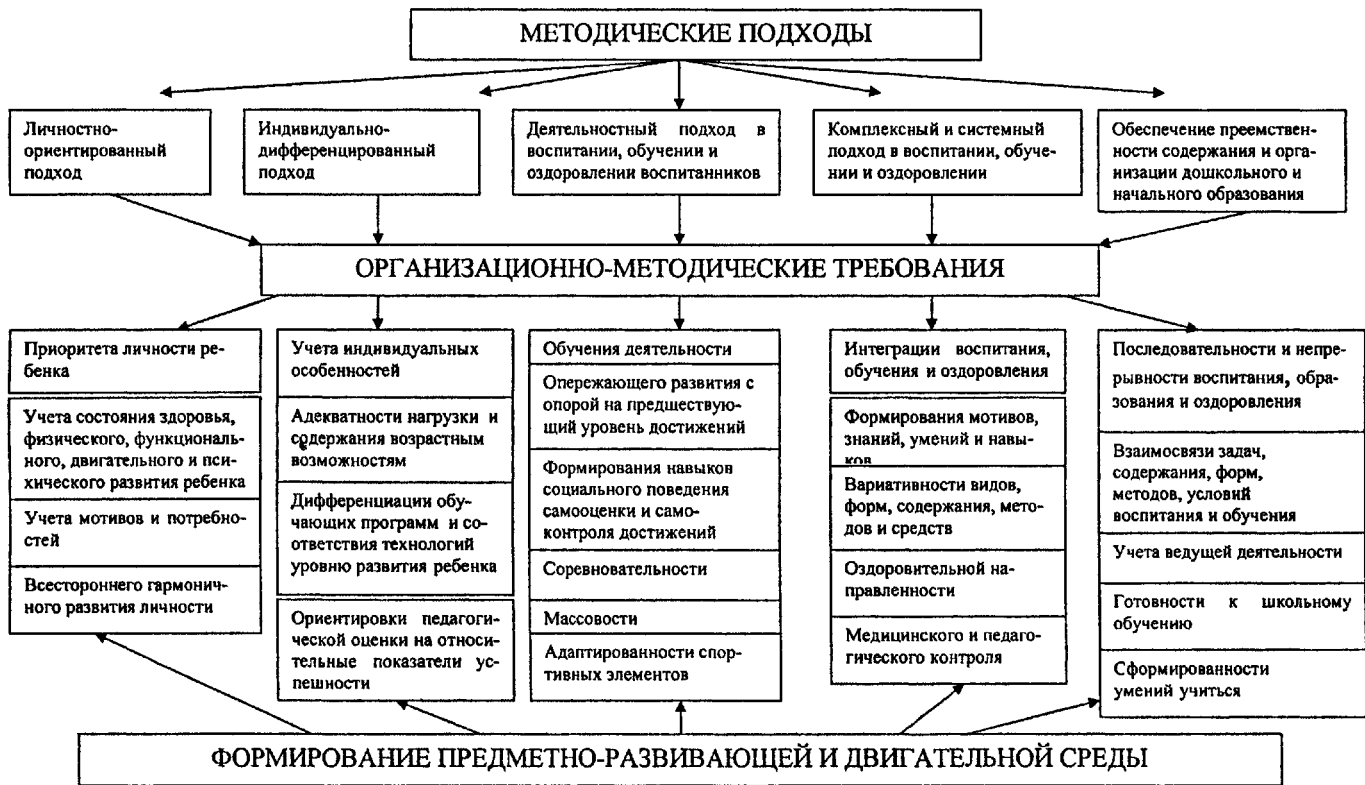 МЕТОДИЧЕСКИЕ ПОДХОДЫ
Личностно-
ориентированный
подход
Индивидуально-
дифференцированный
подход
Деятельностный подход в
воспитании, обучении и
оздоровлении воспитанников
Комплексный и системный
подход в воспитании, обуче-
нии и оздоровлении
Обеспечение преемствен-
ности содержания и орга-
низации дошкольного и
начального образования
ОРГАНИЗАЦИОННО-МЕТОДИЧЕСКИЕ ТРЕБОВАНИЯ
Приоритета личности ре-
бенка
Учета состояния здоровья,
физического, функциональ-
ного, двигательного и пси-
хического развития ребенка
Учета мотивов и потребно-
стей
Всестороннего гармонич-
ного развития личности
Учета индивидуальных
особенностей
Адекватности нагрузки и
содержания возрастным
возможностям
Дифференциации обу-
чающих программ и со-
ответствия технологий
уровню развития ребенка
Ориентировки педагоги-
ческой оценки на относи-
тельные показатели ус-
пешности
Обучения деятельности
Опережающего развития с
опорой на предшествую-
щий уровень достижений
Формирования навыков
социального поведения
самооценки и само-
контроля достижений
Соревновательности
Массовости
Адаптированности спор-
тивных элементов
Интеграции воспитания,
обучения и оздоровления
Формирования мотивов,
знаний, умений и навы-
ков
Вариативности видов,
форм, содержания, мето-
дов и средств
Оздоровительной на-
правленности
Медицинского и педаго-
гического контроля
Последовательности и непре-
рывности воспитания, обра-
зования и оздоровления
Взаимосвязи задач,
содержания, форм,
методов, условий
воспитания и обучения
Учета ведущей деятельности
Готовности к школьному
обучению
Сформированности
умений учиться
ФОРМИРОВАНИЕ ПРЕДМЕТНО-РАЗВИВАЮЩЕЙ И ДВИГАТЕЛЬНОЙ СРЕДЫ